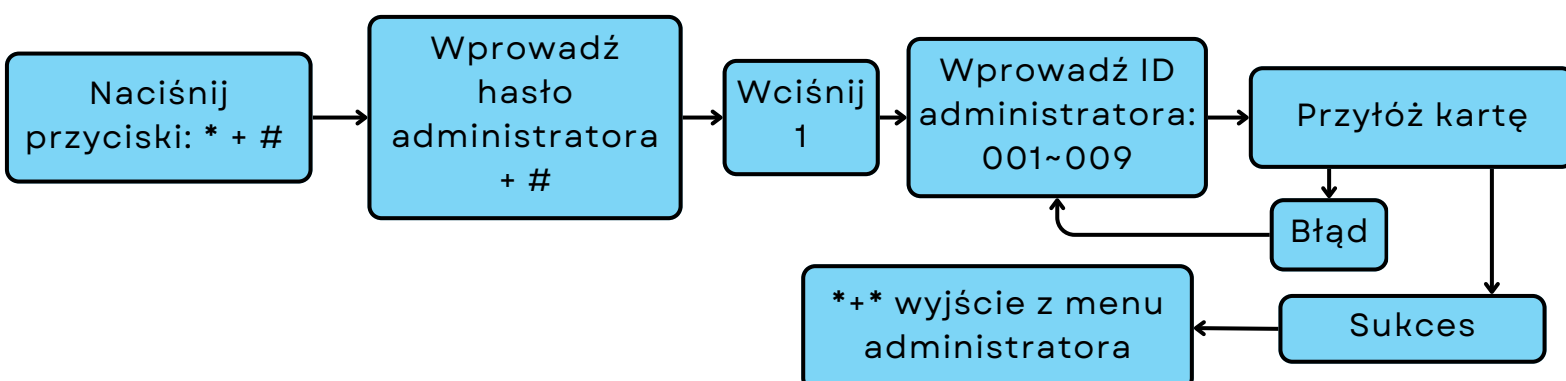 Naciśnij
przyciski: * + #
Wprowadź
hasło
administratora
+ #
Wciśnij
1
Wprowadź ID
administratora:
001~009
Przyłóż kartę
Błąd
Sukces
*+* wyjście z menu
administratora